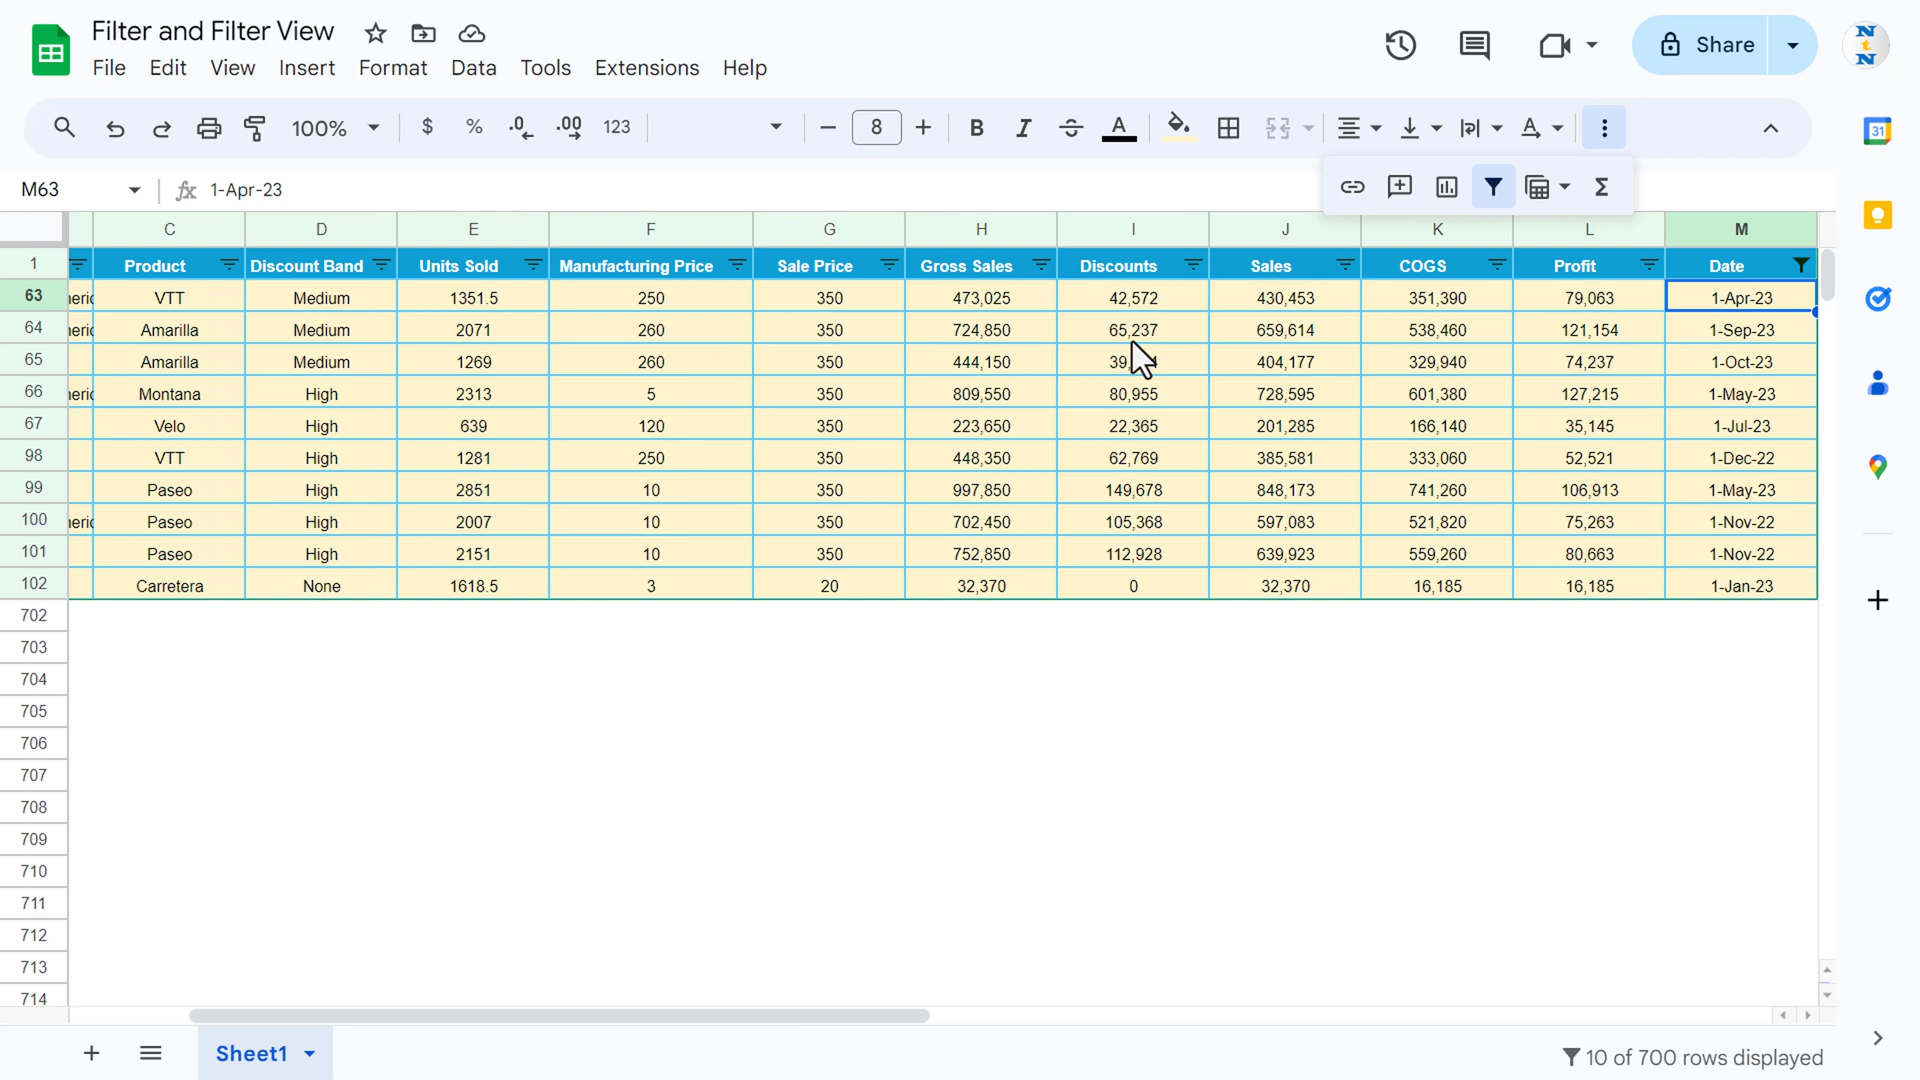 Filter and Filter View
File Edit View Insert Format Data Tools Extensions Help
Share
N t N
100% $ % .0 .00 123 8 B I A A
31
M63 fx 1-Apr-23
C D E F G H I J K L M
1 Product Discount Band Units Sold Manufacturing Price Sale Price Gross Sales Discounts Sales COGS Profit Date
63 VTT Medium 1351.5 250 350 473,025 42,572 430,453 351,390 79,063 1-Apr-23
64 Amarilla Medium 2071 260 350 724,850 65,237 659,614 538,460 121,154 1-Sep-23
65 Amarilla Medium 1269 260 350 444,150 404,177 329,940 74,237 1-Oct-23
66 Montana High 2313 5 350 809,550 80,955 728,595 601,380 127,215 1-May-23
67 Velo High 639 120 350 223,650 22,365 201,285 166,140 35,145 1-Jul-23
98 VTT High 1281 250 350 448,350 62,769 385,581 333,060 52,521 1-Dec-22
99 Paseo High 2851 10 350 997,850 149,678 848,173 741,260 106,913 1-May-23
100 Paseo High 2007 10 350 702,450 105,368 597,083 521,820 75,263 1-Nov-22
101 Paseo High 2151 10 350 752,850 112,928 639,923 559,260 80,663 1-Nov-22
102 Carretera None 1618.5 3 20 32,370 0 32,370 16,185 16,185 1-Jan-23
702
703
704
705
706
707
708
709
710
711
712
713
714
Sheet1
10 of 700 rows displayed